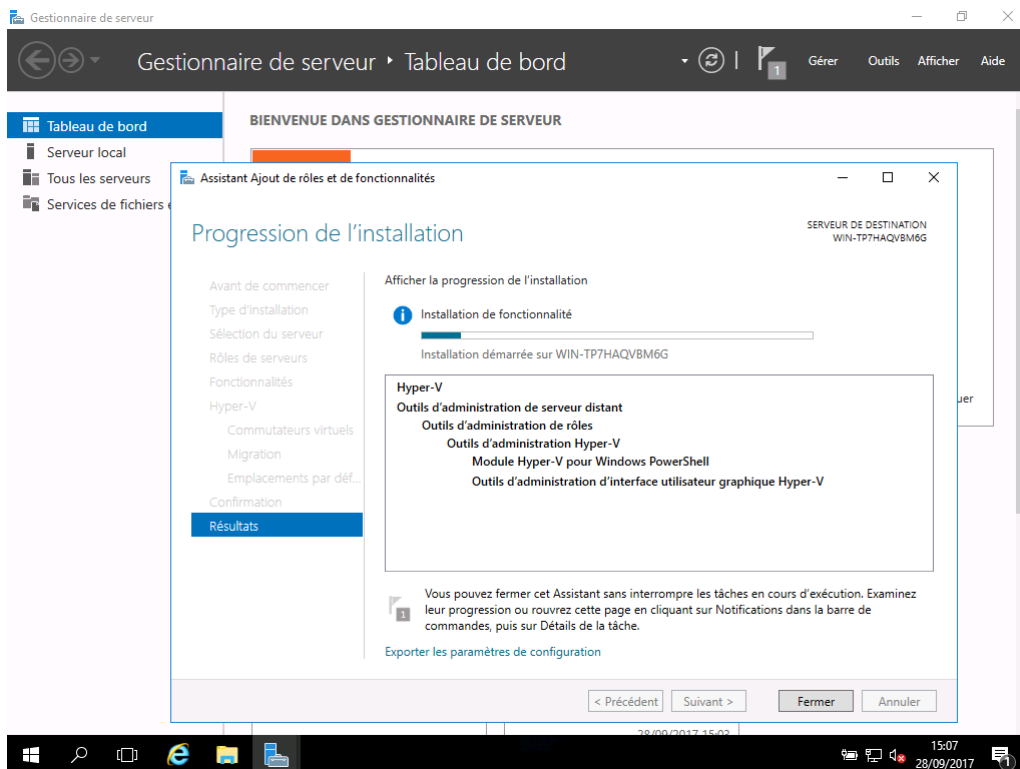 Gestionnaire de serveur
Gestionnaire de serveur ‣ Tableau de bord
1
Gérer
Outils
Afficher
Aide
Tableau de bord
Serveur local
Tous les serveurs
Services de fichiers
BIENVENUE DANS GESTIONNAIRE DE SERVEUR
Assistant Ajout de rôles et de fonctionnalités
Progression de l'installation
SERVEUR DE DESTINATION
WIN-TP7HAQVBM6G
Avant de commencer
Type d'installation
Sélection du serveur
Rôles de serveurs
Fonctionnalités
Hyper-V
Commutateurs virtuels
Migration
Emplacements par déf...
Confirmation
Résultats
Afficher la progression de l'installation
Installation de fonctionnalité
Installation démarrée sur WIN-TP7HAQVBM6G
Hyper-V
Outils d'administration de serveur distant
Outils d'administration de rôles
Outils d'administration Hyper-V
Module Hyper-V pour Windows PowerShell
Outils d'administration d'interface utilisateur graphique Hyper-V
1
Vous pouvez fermer cet Assistant sans interrompre les tâches en cours d'exécution. Examinez
leur progression ou rouvrez cette page en cliquant sur Notifications dans la barre de
commandes, puis sur Détails de la tâche.
Exporter les paramètres de configuration
< Précédent
Suivant >
Fermer
Annuler
uer
28/09/2017 15:03
15:07
28/09/2017
1